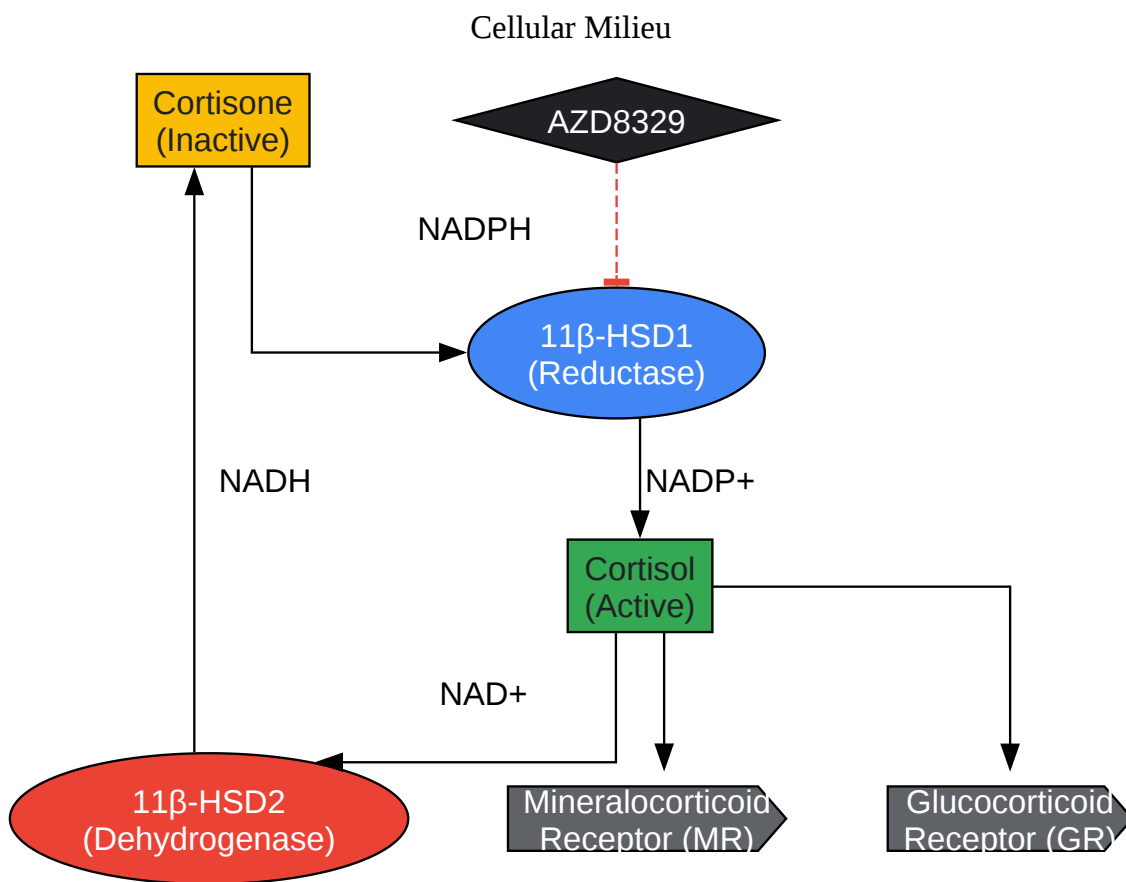 Cellular Milieu
Cortisone
(Inactive)
AZD8329
NADPH
11β-HSD1
(Reductase)
NADH
NADP+
Cortisol
(Active)
NAD+
11β-HSD2
(Dehydrogenase)
Mineralocorticoid
Receptor (MR)
Glucocorticoid
Receptor (GR)